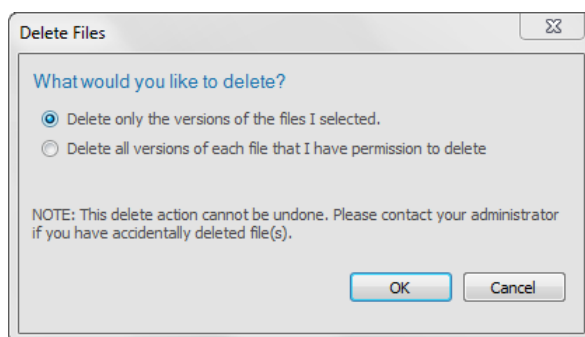 Delete Files
What would you like to delete?
Delete only the versions of the files I selected.
Delete all versions of each file that I have permission to delete
NOTE: This delete action cannot be undone. Please contact your administrator
if you have accidentally deleted file(s).
OK Cancel